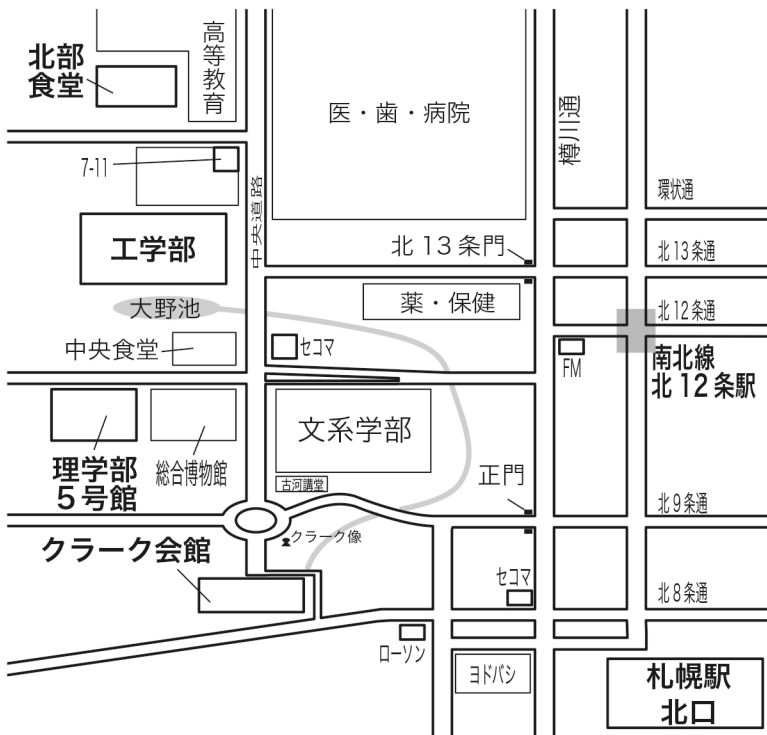 北部
食堂
高等教育
医・歯・病院
樽川通
7-11
中央道路
環状通
工学部
北13条門
北13条通
大野池
薬・保健
北12条通
中央食堂
セコマ
FM
南北線
北12条駅
文系学部
理学部
5号館
総合博物館
古河講堂
正門
北9条通
クラーク像
クラーク会館
セコマ
北8条通
ローソン
ヨドバシ
札幌駅
北口